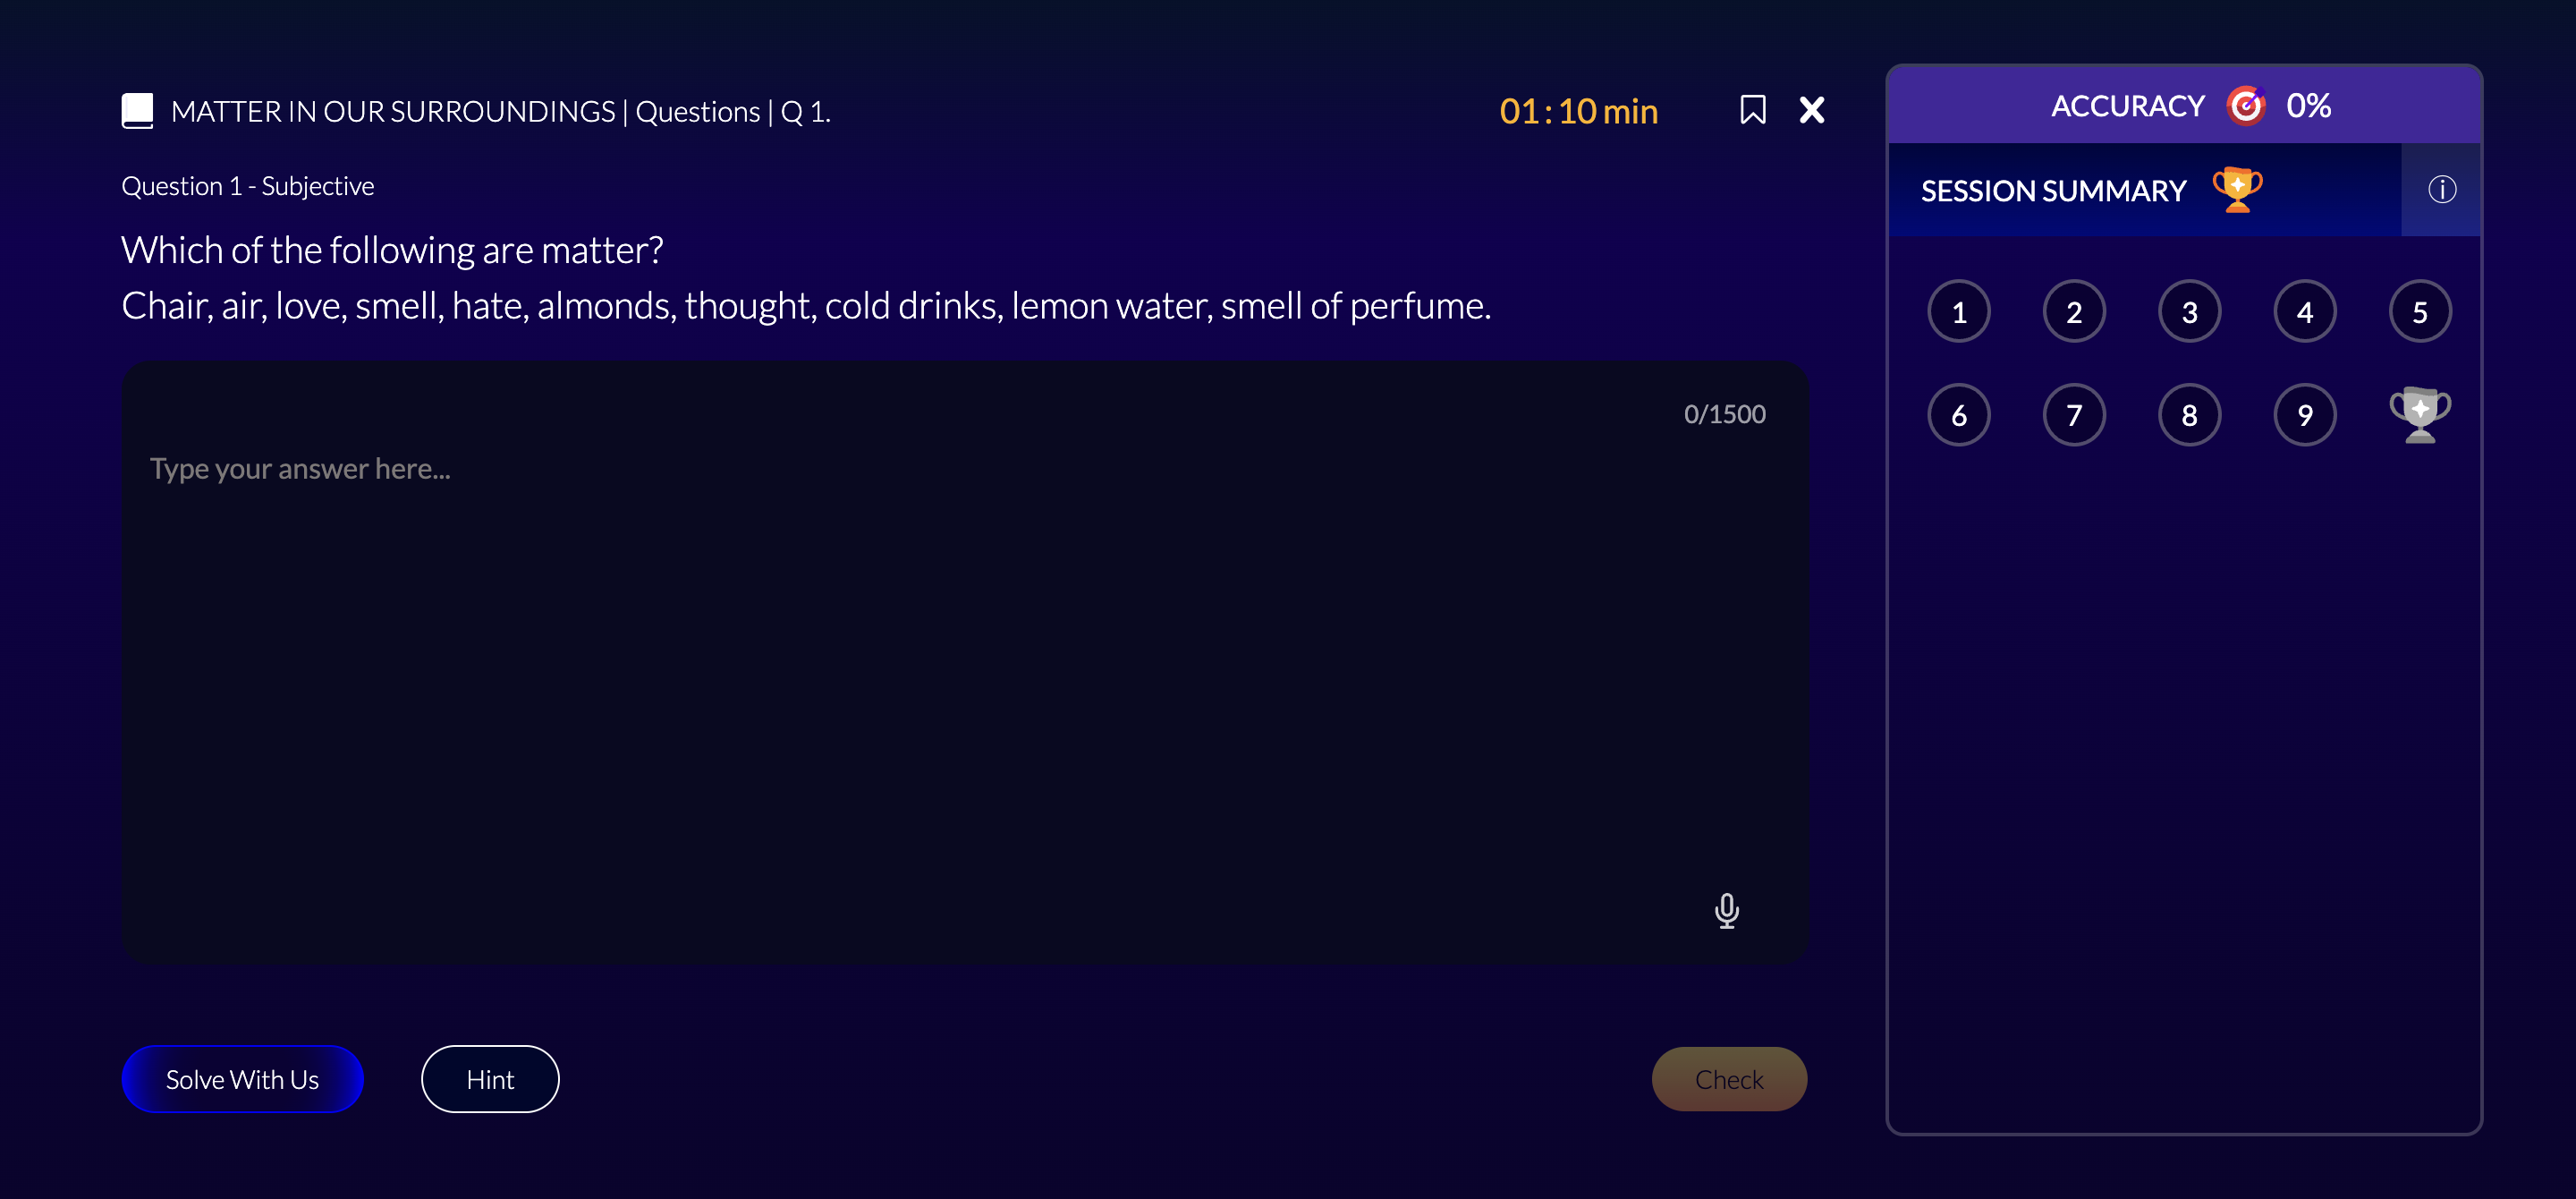 MATTER IN OUR SURROUNDINGS | Questions | Q 1.
01 : 10 min
Question 1 - Subjective
Which of the following are matter?
Chair, air, love, smell, hate, almonds, thought, cold drinks, lemon water, smell of perfume.
0/1500
Type your answer here...
Solve With Us
Hint
Check
ACCURACY 0%
SESSION SUMMARY
1 2 3 4 5
6 7 8 9